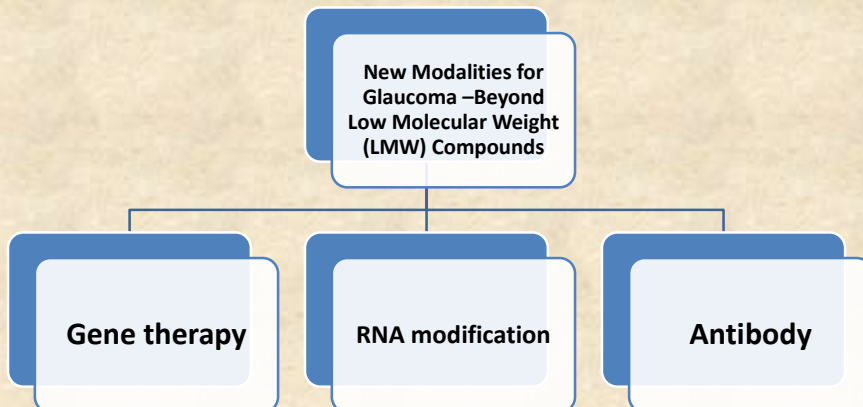 New Modalities for
Glaucoma –Beyond
Low Molecular Weight
(LMW) Compounds
Gene therapy
RNA modification
Antibody